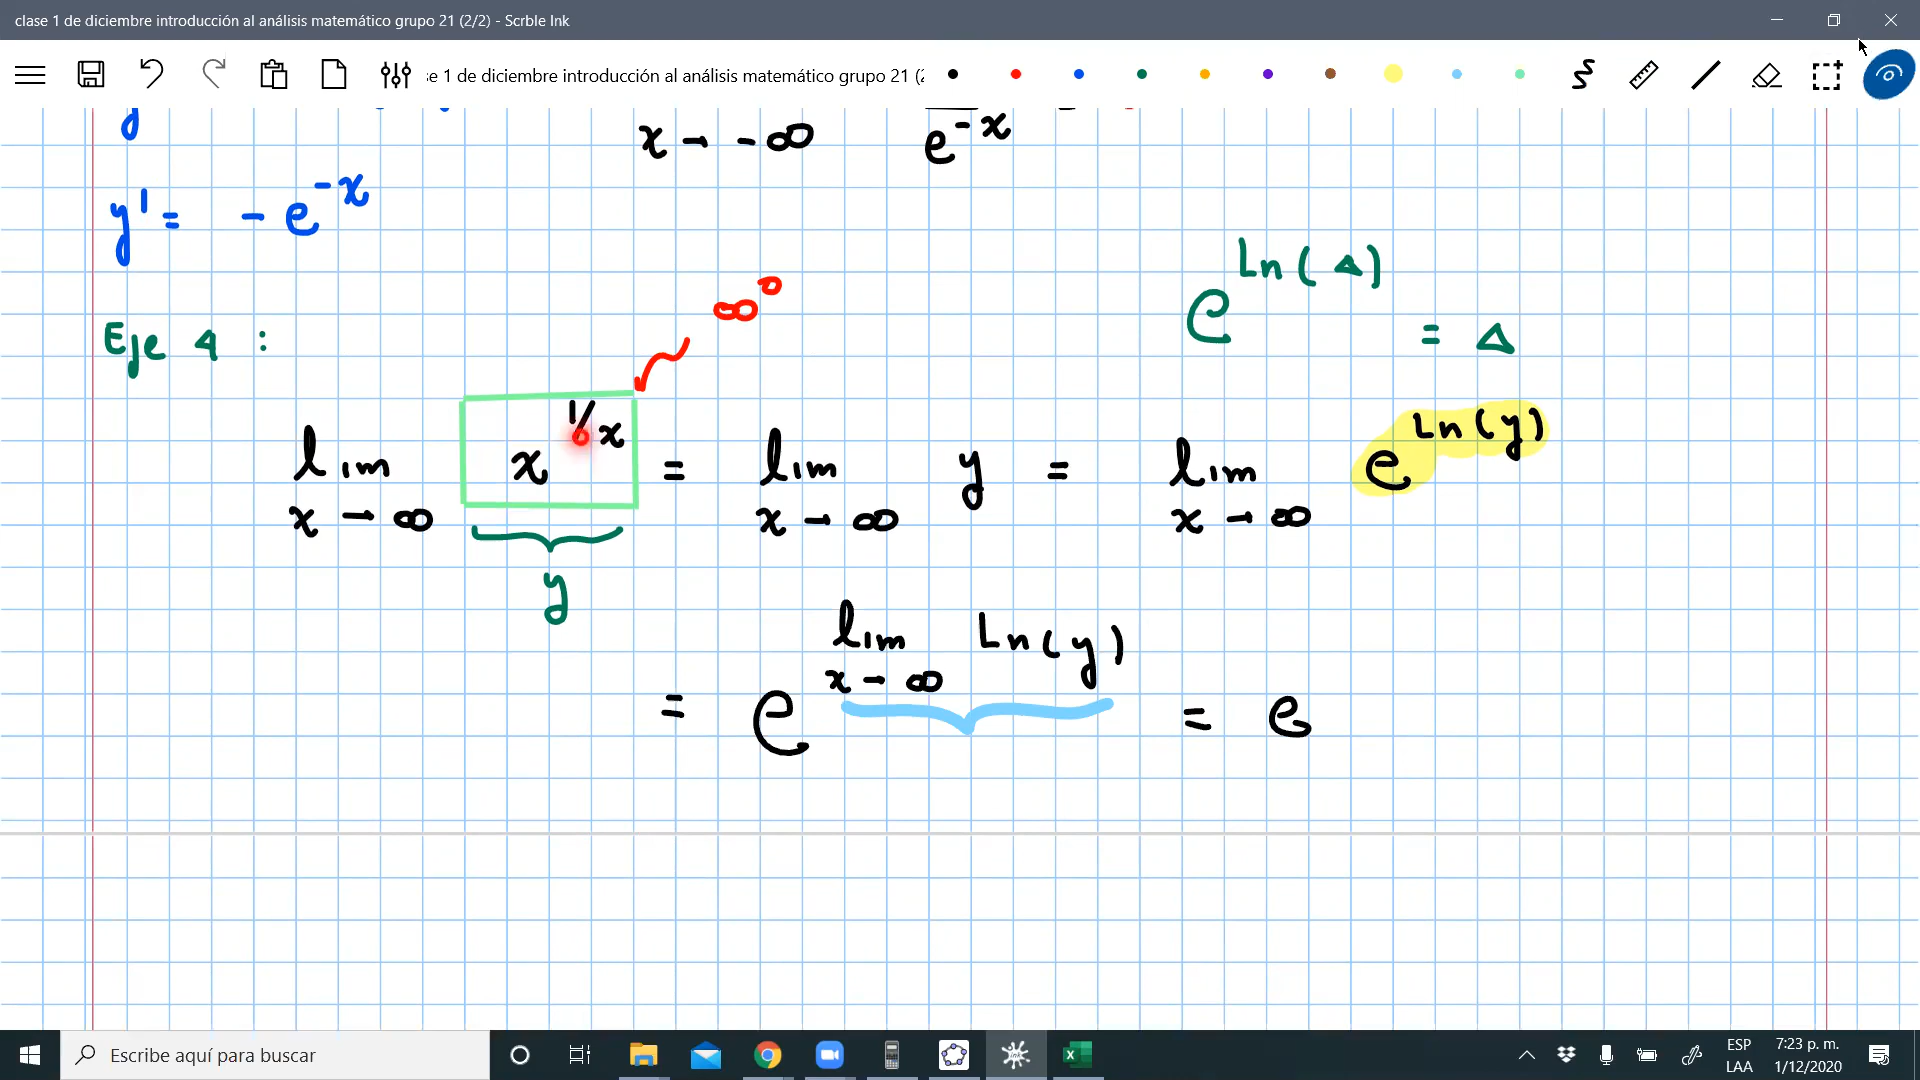 clase 1 de diciembre introducción al análisis matemático grupo 21 (2/2) - Scrble Ink
se 1 de diciembre introducción al análisis matemático grupo 21 (2
y
x → -∞ e^{-x}
y' = - e^{-x}
e^{Ln(Δ)} = Δ
∞^0
Eje 4 :
lim x^{1/x} = lim y = lim e^{Ln(y)}
x → ∞ x → ∞ x → ∞
y
= e^{lim Ln(y)} = e
x → ∞
Escribe aquí para buscar
ESP
LAA
7:23 p. m.
1/12/2020